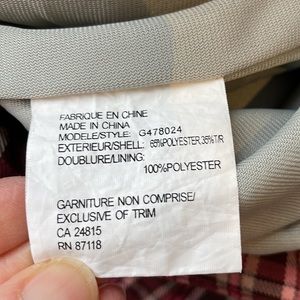 FABRIQUE EN CHINE
MADE IN CHINA
MODELE/STYLE: G478024
EXTERIEUR/SHELL: 65%POLYESTER,35%T/R
DOUBLURE/LINING:
100%POLYESTER
GARNITURE NON COMPRISE/
EXCLUSIVE OF TRIM
CA 24815
RN 87118